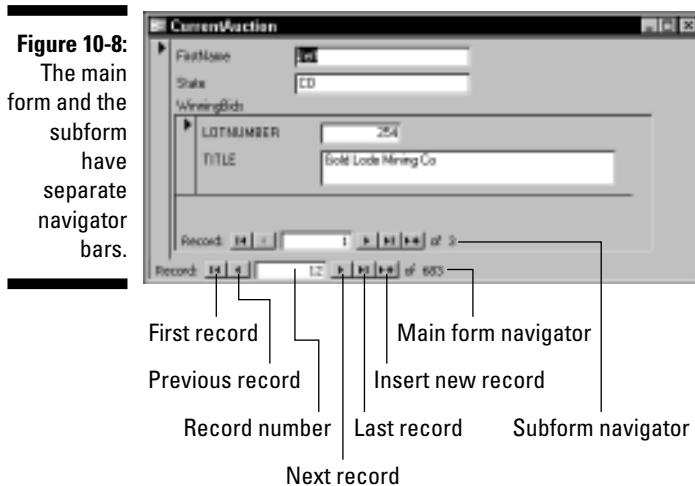 Figure 10-8:
The main
form and the
subform
have
separate
navigator
bars.
CurrentAuction
FirstName
State CO
WinningBids
LOTNUMBER 254
TITLE Gold Lode Mining Co
Record: 1 of 3
Record: 12 of 683
First record Main form navigator
Previous record Insert new record
Record number Last record Subform navigator
Next record